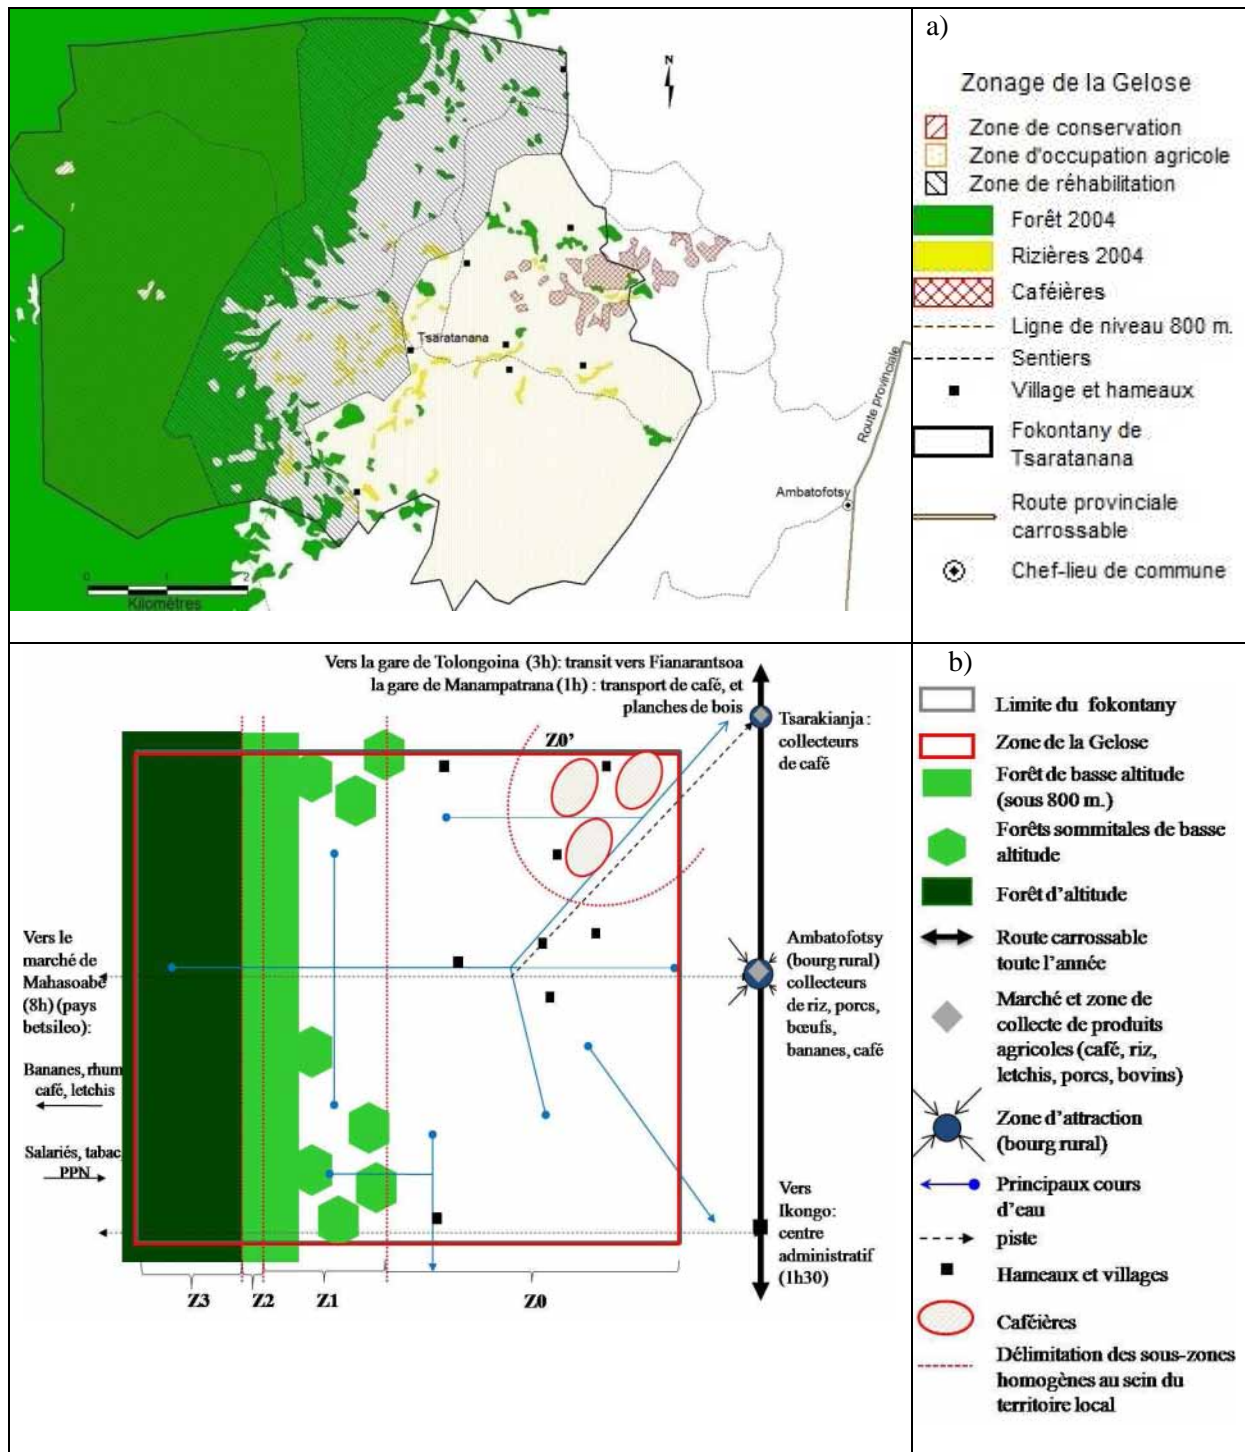 a)
Zonage de la Gelose
Zone de conservation
Zone d'occupation agricole
Zone de réhabilitation
Forêt 2004
Rizières 2004
Caféières
Ligne de niveau 800 m.
Sentiers
Village et hameaux
Fokontany de
Tsaratanana
Route provinciale
carrossable
Chef-lieu de commune
N
Tsaratanana
Route provinciale
Ambatofotsy
0 1 2
Kilomètres
b)
Vers la gare de Tolongoina (3h): transit vers Fianarantsoa
la gare de Manampatrana (1h) : transport de café, et
planches de bois
Z0’
Tsarakianja :
collecteurs
de café
Vers le
marché de
Mahasoabe
(8h) (pays
betsileo):
Bananes, rhum
café, letchis
Salariés, tabac,
PPN
Ambatofotsy
(bourg rural)
collecteurs
de riz, porcs,
bœufs,
bananes, café
Vers
Ikongo:
centre
administratif
(1h30)
Z3
Z2
Z1
Z0
Limite du fokontany
Zone de la Gelose
Forêt de basse altitude
(sous 800 m.)
Forêts sommitales de basse
altitude
Forêt d’altitude
Route carrossable
toute l’année
Marché et zone de
collecte de produits
agricoles (café, riz,
letchis, porcs, bovins)
Zone d’attraction
(bourg rural)
Principaux cours
d’eau
piste
Hameaux et villages
Caféières
Délimitation des sous-zones
homogènes au sein du
territoire local